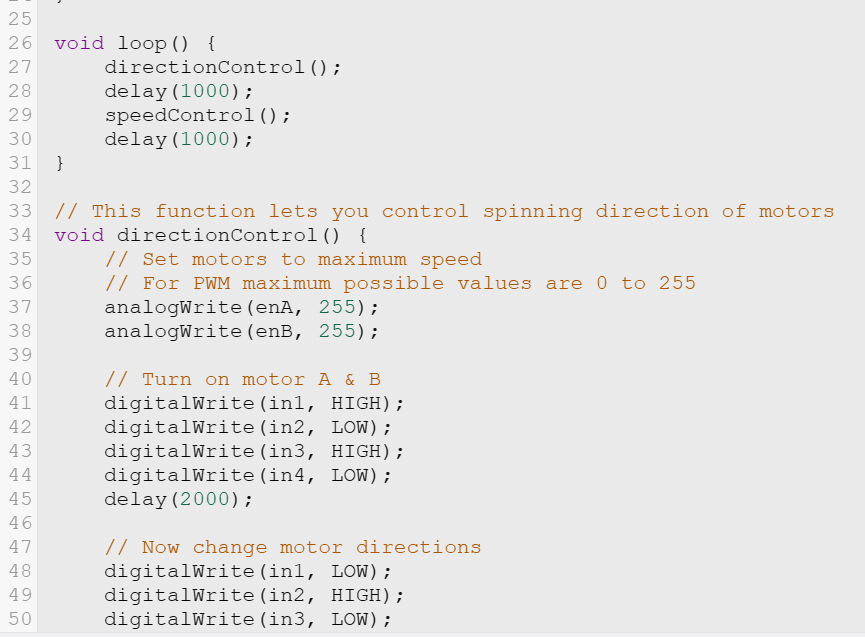 25
26 void loop() {
27     directionControl();
28     delay(1000);
29     speedControl();
30     delay(1000);
31 }
32
33 // This function lets you control spinning direction of motors
34 void directionControl() {
35     // Set motors to maximum speed
36     // For PWM maximum possible values are 0 to 255
37     analogWrite(enA, 255);
38     analogWrite(enB, 255);
39
40     // Turn on motor A & B
41     digitalWrite(in1, HIGH);
42     digitalWrite(in2, LOW);
43     digitalWrite(in3, HIGH);
44     digitalWrite(in4, LOW);
45     delay(2000);
46
47     // Now change motor directions
48     digitalWrite(in1, LOW);
49     digitalWrite(in2, HIGH);
50     digitalWrite(in3, LOW);